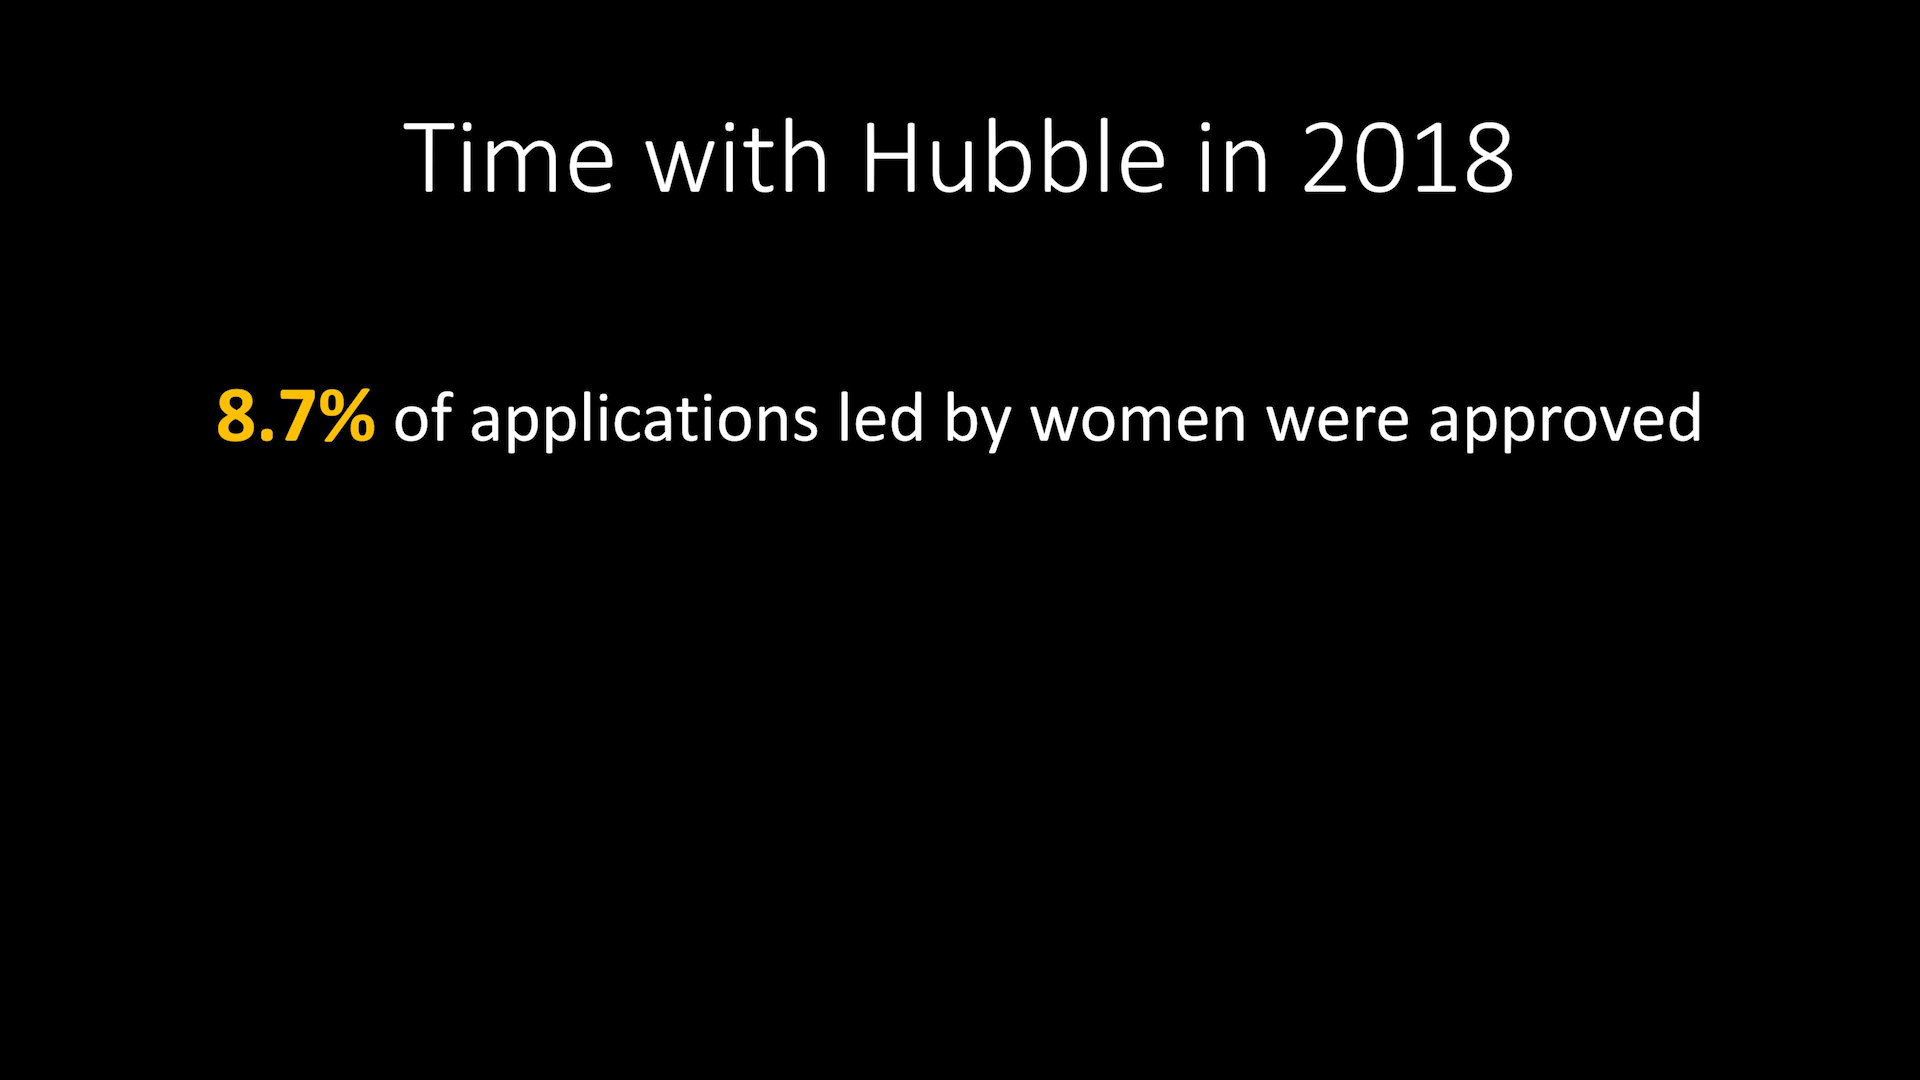 Time with Hubble in 2018
8.7% of applications led by women were approved